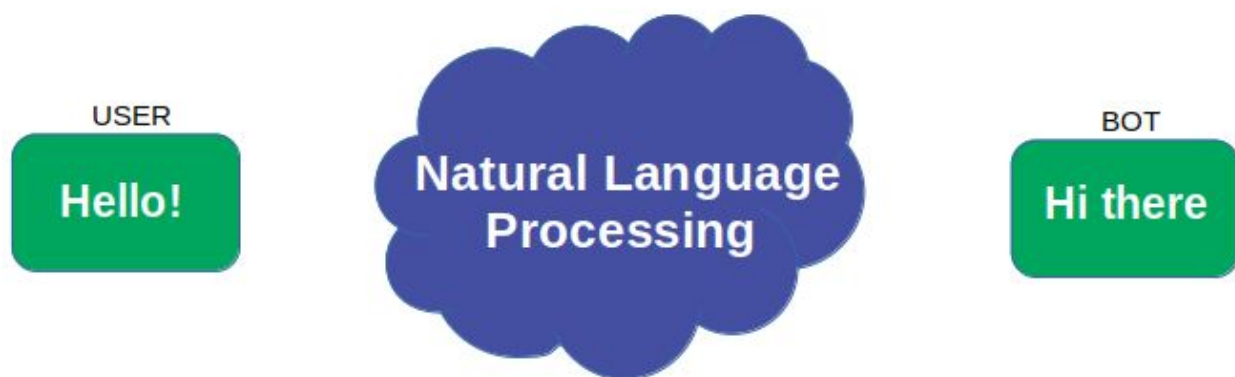 USER
Hello!
Natural Language
Processing
BOT
Hi there